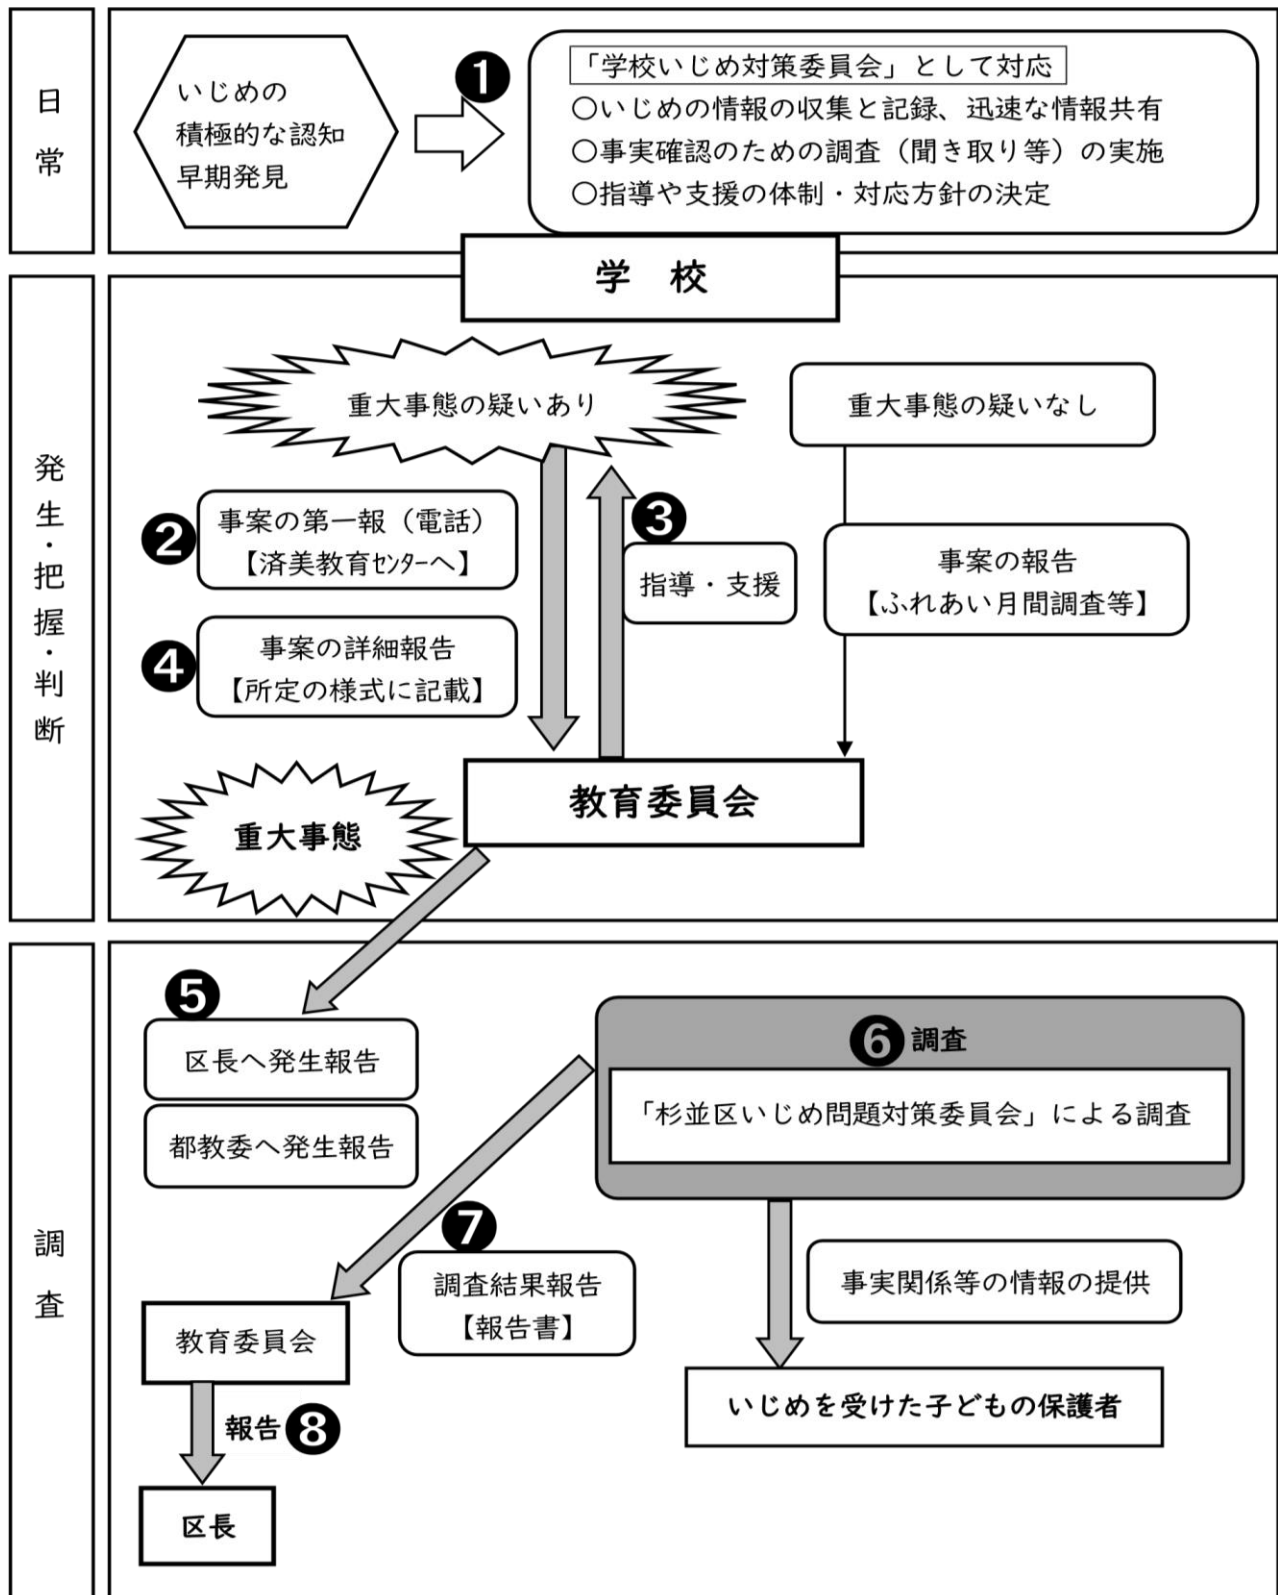 日常
いじめの
積極的な認知
早期発見
❶
「学校いじめ対策委員会」として対応
○いじめの情報の収集と記録、迅速な情報共有
○事実確認のための調査（聞き取り等）の実施
○指導や支援の体制・対応方針の決定
学　校
発生・把握・判断
重大事態の疑いあり
重大事態の疑いなし
❷
事案の第一報（電話）
【済美教育ｾﾝﾀｰへ】
❸
指導・支援
事案の報告
【ふれあい月間調査等】
❹
事案の詳細報告
【所定の様式に記載】
教育委員会
重大事態
調査
❺
区長へ発生報告
都教委へ発生報告
❻ 調査
「杉並区いじめ問題対策委員会」による調査
❼
調査結果報告
【報告書】
事実関係等の情報の提供
教育委員会
いじめを受けた子どもの保護者
報告 ❽
区長